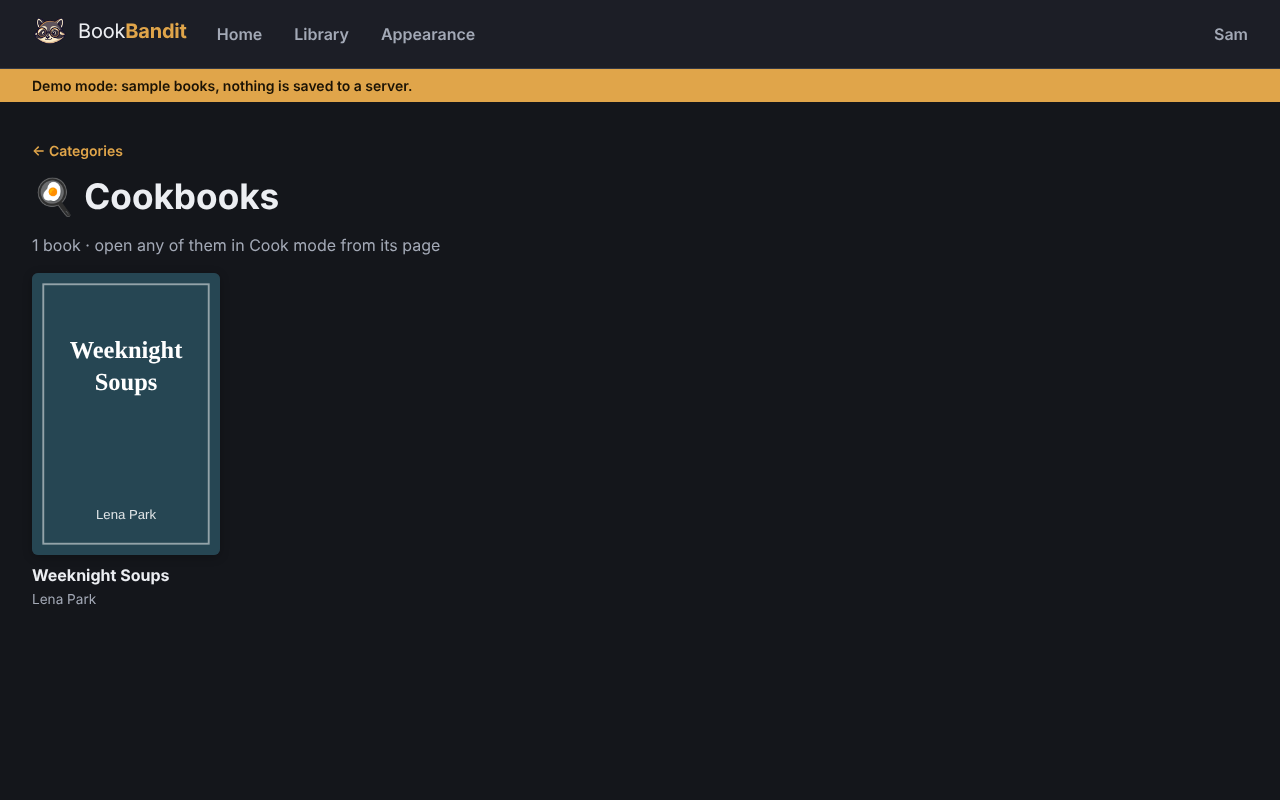 BookBandit
Home
Library
Appearance
Sam
Demo mode: sample books, nothing is saved to a server.
← Categories
🍳 Cookbooks
1 book · open any of them in Cook mode from its page
Weeknight
Soups
Lena Park
Weeknight Soups
Lena Park